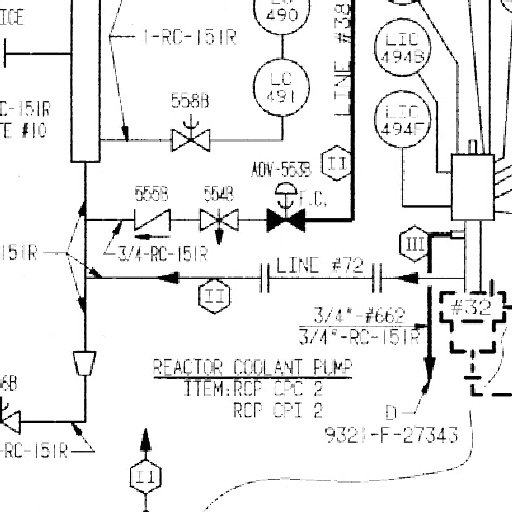 ICE
490
LIC
494B
1-RC-151R
LC
491
LINE #38
558B
C-151R
TE #10
LIC
494F
AOV-553B
II
555B
554B
F.C.
III
151R
3/4-RC-151R
LINE #72
II
#32
3/4"-#662
3/4"-RC-151R
REACTOR COOLANT PUMP
ITEM:RCP CPC 2
RCP CPI 2
6B
D
9321-F-27343
-RC-151R
II